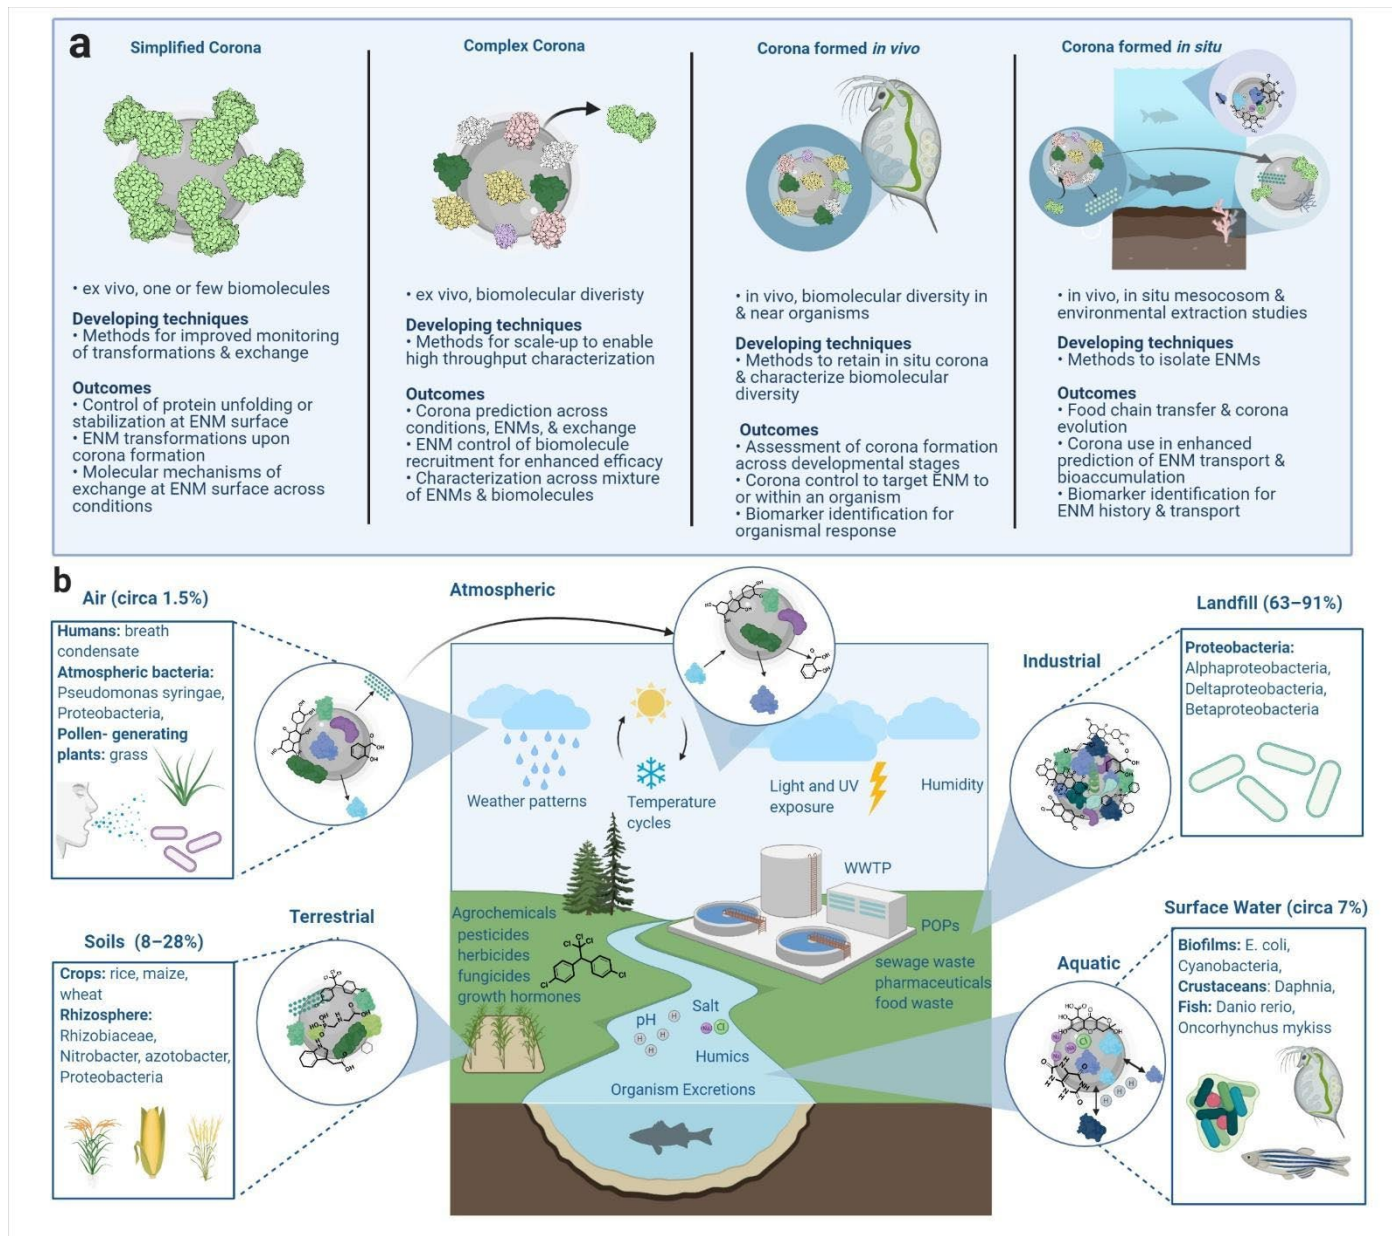 a
Simplified Corona
• ex vivo, one or few biomolecules
Developing techniques
• Methods for improved monitoring
of transformations & exchange
Outcomes
• Control of protein unfolding or
stabilization at ENM surface
• ENM transformations upon
corona formation
• Molecular mechanisms of
exchange at ENM surface across
conditions
Complex Corona
• ex vivo, biomolecular diveristy
Developing techniques
• Methods for scale-up to enable
high throughput characterization
Outcomes
• Corona prediction across
conditions, ENMs, & exchange
• ENM control of biomolecule
recruitment for enhanced efficacy
• Characterization across mixture
of ENMs & biomolecules
Corona formed in vivo
• in vivo, biomolecular diversity in
& near organisms
Developing techniques
• Methods to retain in situ corona
& characterize biomolecular
diversity
Outcomes
• Assessment of corona formation
across developmental stages
• Corona control to target ENM to
or within an organism
• Biomarker identification for
organismal response
Corona formed in situ
• in vivo, in situ mesocosom &
environmental extraction studies
Developing techniques
• Methods to isolate ENMs
Outcomes
• Food chain transfer & corona
evolution
• Corona use in enhanced
prediction of ENM transport &
bioaccumulation
• Biomarker identification for
ENM history & transport
b
Air (circa 1.5%)
Humans: breath
condensate
Atmospheric bacteria:
Pseudomonas syringae,
Proteobacteria,
Pollen- generating
plants: grass
Atmospheric
Weather patterns
Temperature
cycles
Light and UV
exposure
Humidity
Industrial
Landfill (63–91%)
Proteobacteria:
Alphaproteobacteria,
Deltaproteobacteria,
Betaproteobacteria
Terrestrial
Soils (8–28%)
Crops: rice, maize,
wheat
Rhizosphere:
Rhizobiaceae,
Nitrobacter, azotobacter,
Proteobacteria
Agrochemicals
pesticides
herbicides
fungicides
growth hormones
Cl
Cl
Cl
Cl
Cl
WWTP
POPs
sewage waste
pharmaceuticals
food waste
pH
H
H
H
H
Salt
Na
Cl
Humics
Organism Excretions
Aquatic
Surface Water (circa 7%)
Biofilms: E. coli,
Cyanobacteria,
Crustaceans: Daphnia,
Fish: Danio rerio,
Oncorhynchus mykiss